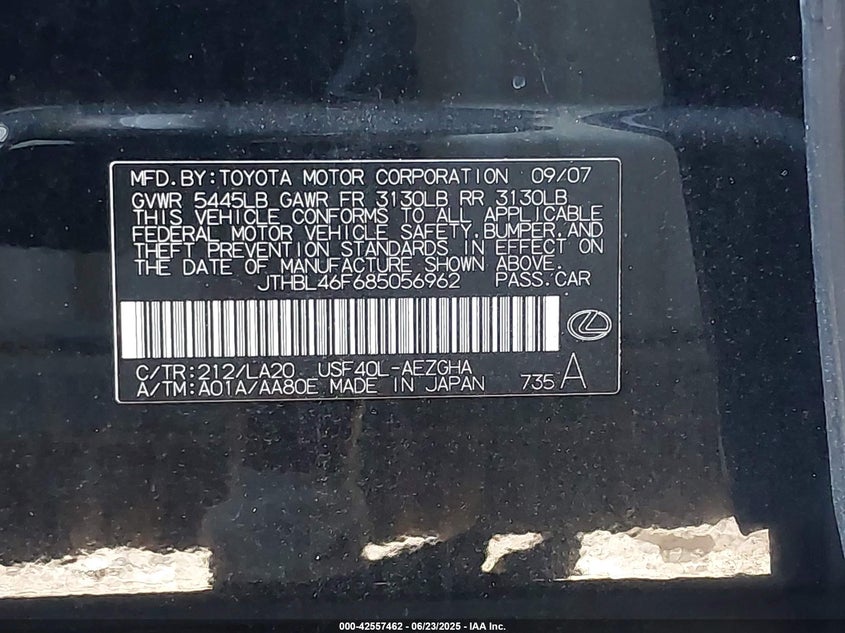 MFD.BY:TOYOTA MOTOR CORPORATION 09/07
GVWR 5445LB GAWR FR 3130LB RR 3130LB
THIS VEHICLE CONFORMS TO ALL APPLICABLE
FEDERAL MOTOR VEHICLE SAFETY,BUMPER,AND
THEFT PREVENTION STANDARDS IN EFFECT ON
THE DATE OF MANUFACTURE SHOWN ABOVE.
JTHBL46F685056962 PASS.CAR
C/TR:212/LA20 USF40L-AEZGHA
A/TM:A01A/AA80E MADE IN JAPAN 735 A
000-42557462 - 06/23/2025 - IAA Inc.